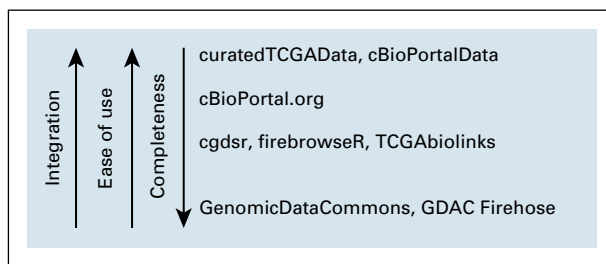 Integration
Ease of use
Completeness
curatedTCGAData, cBioPortalData
cBioPortal.org
cgdsr, firebrowseR, TCGAbiolinks
GenomicDataCommons, GDAC Firehose